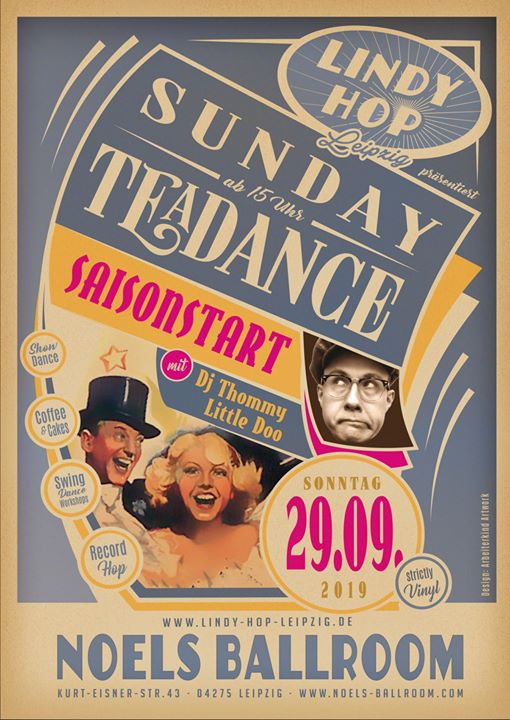 LINDY
HOP
Leipzig
präsentiert
SUNDAY
ab 15 Uhr
TEADANCE
SAISONSTART
mit
Dj Thommy
Little Doo
Show
Dance
Coffee
& Cakes
Swing
Dance
Workshops
Record
Hop
SONNTAG
29.09.
2019
strictly
Vinyl
Design: Arbeiterkind Artwork
WWW.LINDY-HOP-LEIPZIG.DE
NOELS BALLROOM
KURT-EISNER-STR.43 · 04275 LEIPZIG · WWW.NOELS-BALLROOM.COM